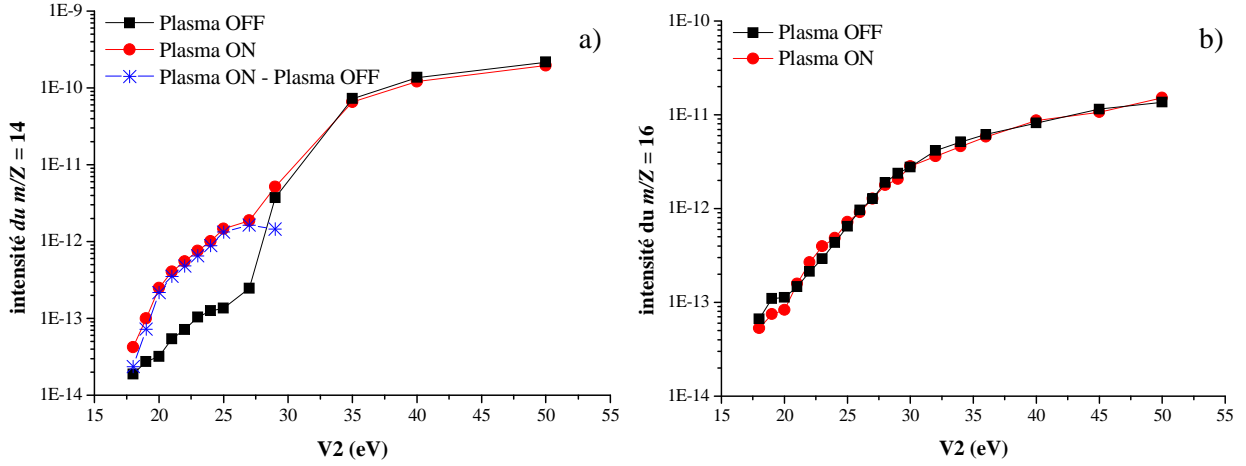 1E-9
Plasma OFF
Plasma ON
Plasma ON - Plasma OFF
a)
1E-10
1E-11
1E-12
1E-13
1E-14
intensité du m/Z = 14
15 20 25 30 35 40 45 50 55
V2 (eV)
1E-10
Plasma OFF
Plasma ON
b)
1E-11
1E-12
1E-13
1E-14
intensité du m/Z = 16
15 20 25 30 35 40 45 50 55
V2 (eV)